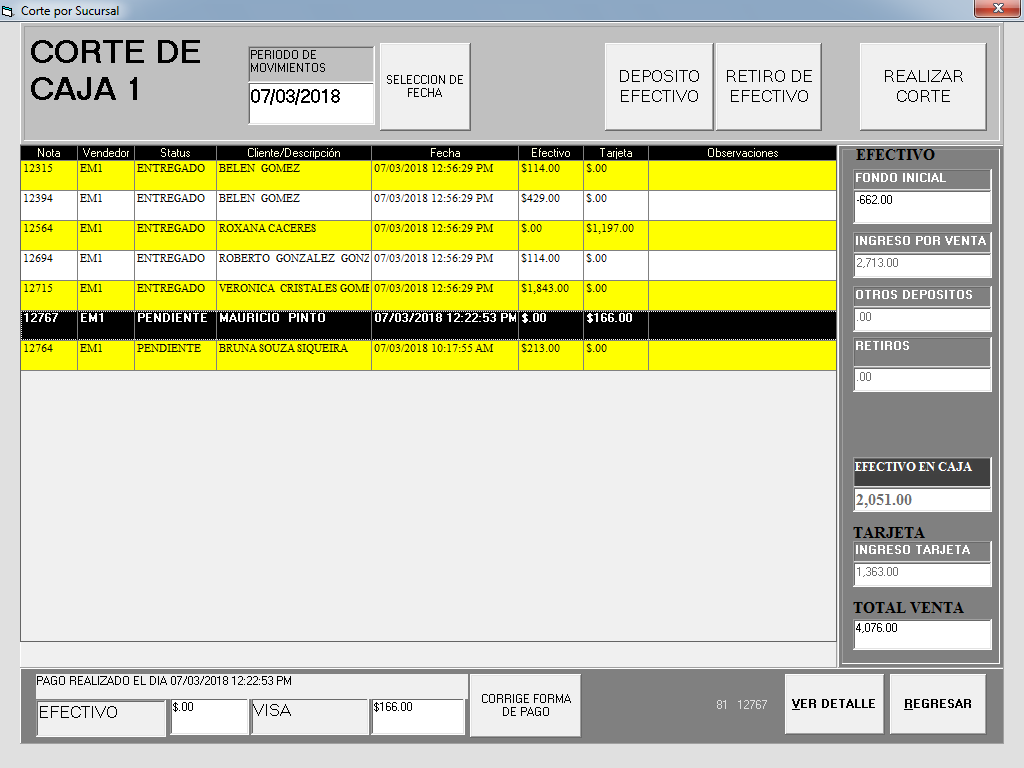 Corte por Sucursal
CORTE DE
CAJA 1
PERIODO DE
MOVIMIENTOS
07/03/2018
SELECCION DE
FECHA
DEPOSITO
EFECTIVO
RETIRO DE
EFECTIVO
REALIZAR
CORTE
Nota Vendedor Status Cliente/Descripción Fecha Efectivo Tarjeta Observaciones
12315 EM1 ENTREGADO BELEN GOMEZ 07/03/2018 12:56:29 PM $114.00 $.00
12394 EM1 ENTREGADO BELEN GOMEZ 07/03/2018 12:56:29 PM $429.00 $.00
12564 EM1 ENTREGADO ROXANA CACERES 07/03/2018 12:56:29 PM $.00 $1,197.00
12694 EM1 ENTREGADO ROBERTO GONZALEZ GONZ 07/03/2018 12:56:29 PM $114.00 $.00
12715 EM1 ENTREGADO VERONICA CRISTALES GOME 07/03/2018 12:56:29 PM $1,843.00 $.00
12767 EM1 PENDIENTE MAURICIO PINTO 07/03/2018 12:22:53 PM $.00 $166.00
12764 EM1 PENDIENTE BRUNA SOUZA SIQUEIRA 07/03/2018 10:17:55 AM $213.00 $.00
EFECTIVO
FONDO INICIAL
-662.00
INGRESO POR VENTA
2,713.00
OTROS DEPOSITOS
.00
RETIROS
.00
EFECTIVO EN CAJA
2,051.00
TARJETA
INGRESO TARJETA
1,363.00
TOTAL VENTA
4,076.00
PAGO REALIZADO EL DIA 07/03/2018 12:22:53 PM
EFECTIVO $.00 VISA $166.00
CORRIGE FORMA
DE PAGO
81 12767
VER DETALLE
REGRESAR